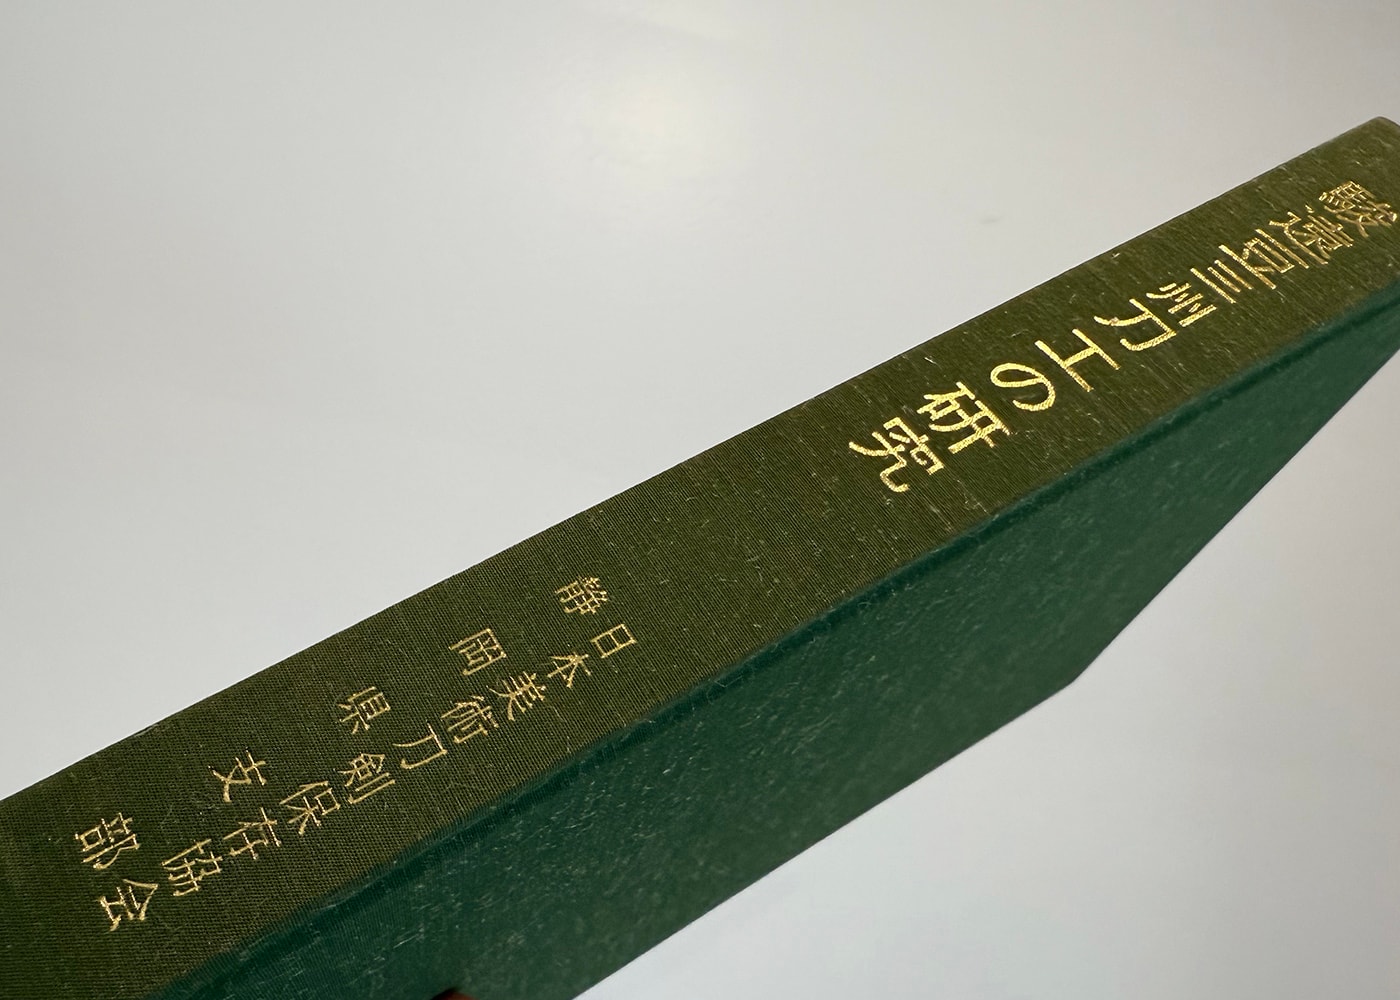 駿遠豆三州刀工の研究
日本美術刀剣保存協会
静岡県支部